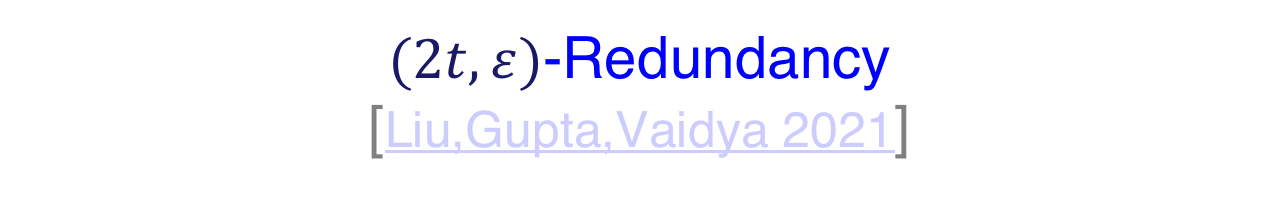 (2𝑡, 𝜀)-Redundancy
[Liu,Gupta,Vaidya 2021]